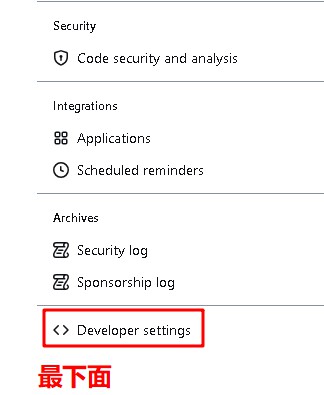 Security
Code security and analysis
Integrations
Applications
Scheduled reminders
Archives
Security log
Sponsorship log
Developer settings
最下面